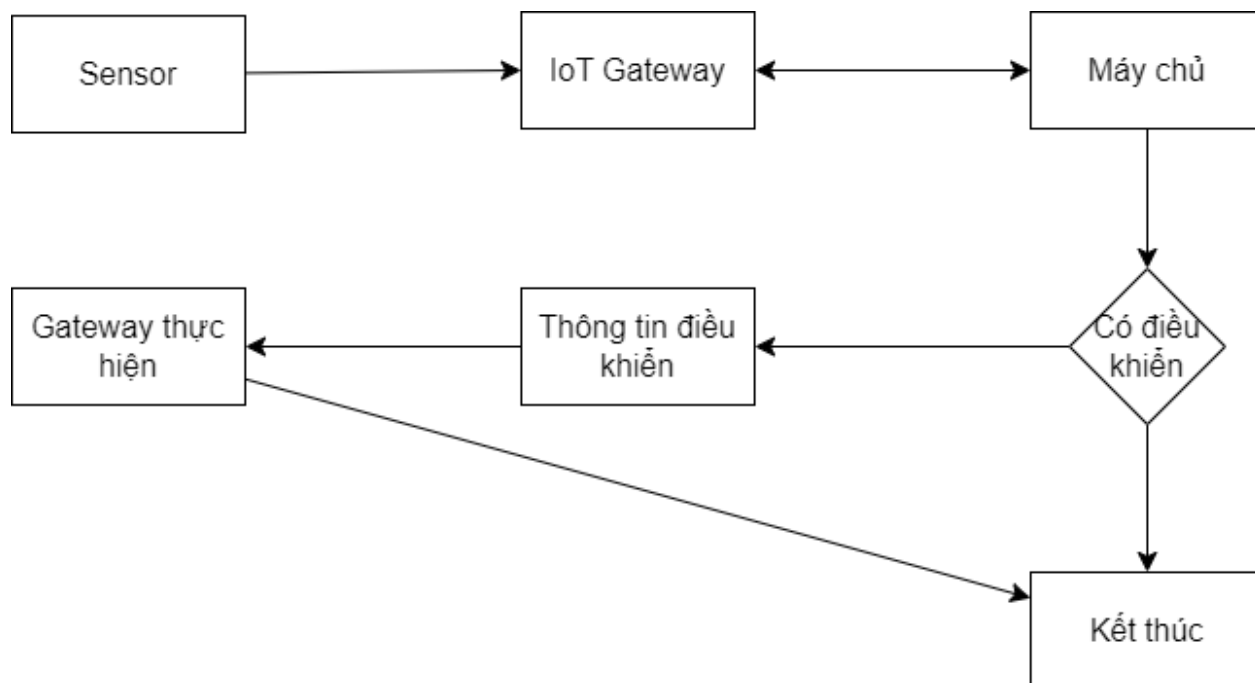 Sensor
IoT Gateway
Máy chủ
Gateway thực
hiện
Thông tin điều
khiển
Có điều
khiển
Kết thúc